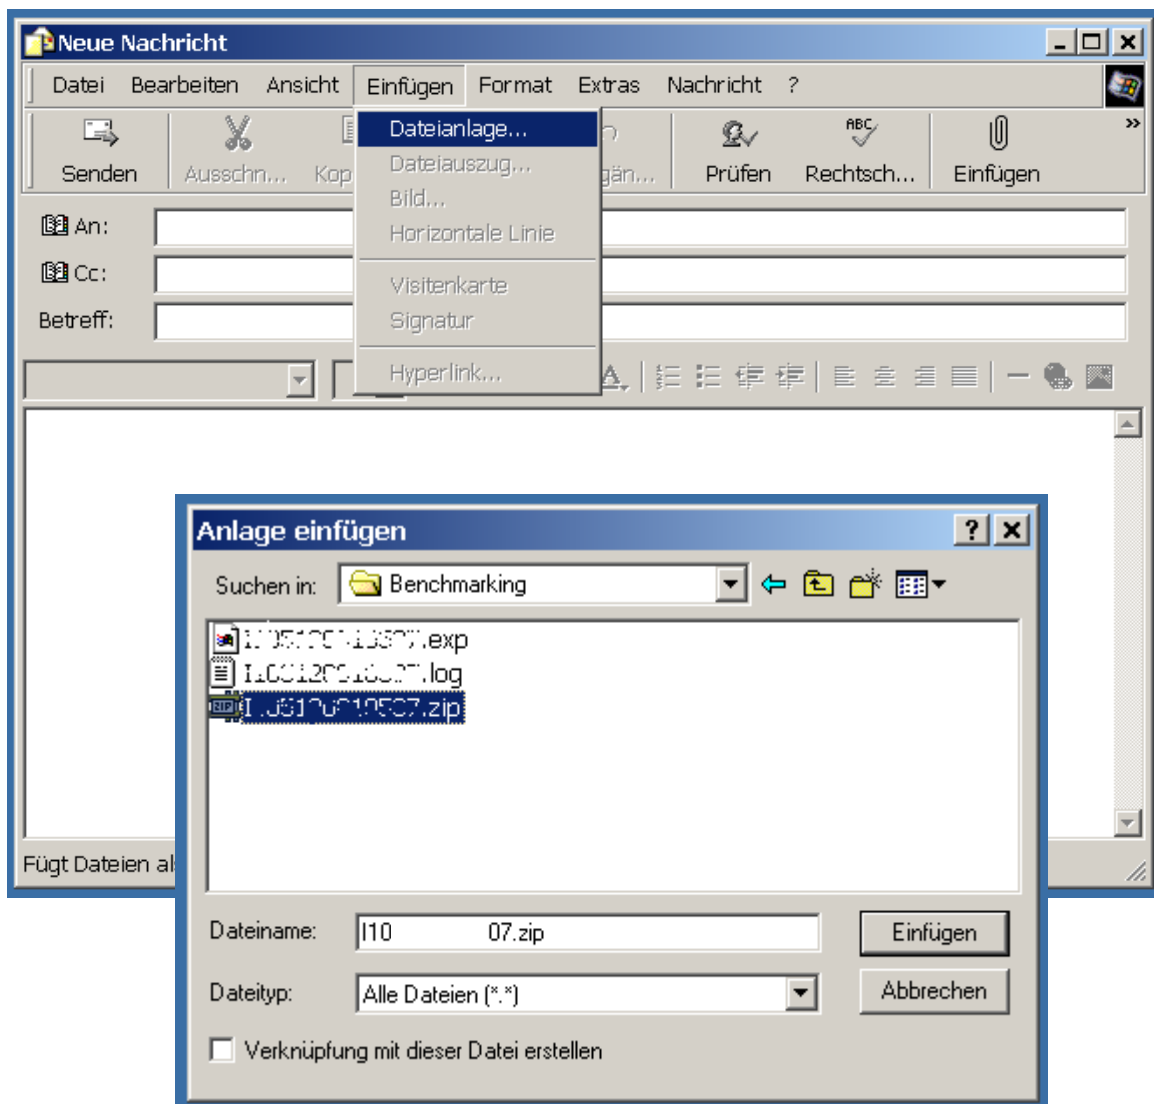 Neue Nachricht
Datei Bearbeiten Ansicht Einfügen Format Extras Nachricht ?
Senden Ausschn... Kop gän... Prüfen Rechtsch... Einfügen »
Dateianlage...
Dateiauszug...
Bild...
Horizontale Linie
Visitenkarte
Signatur
Hyperlink...
An:
Cc:
Betreff:
Anlage einfügen
Suchen in: Benchmarking
.exp
.log
.zip
Dateiname: I10 07.zip Einfügen
Dateityp: Alle Dateien (*.*) Abbrechen
Verknüpfung mit dieser Datei erstellen
Fügt Dateien al